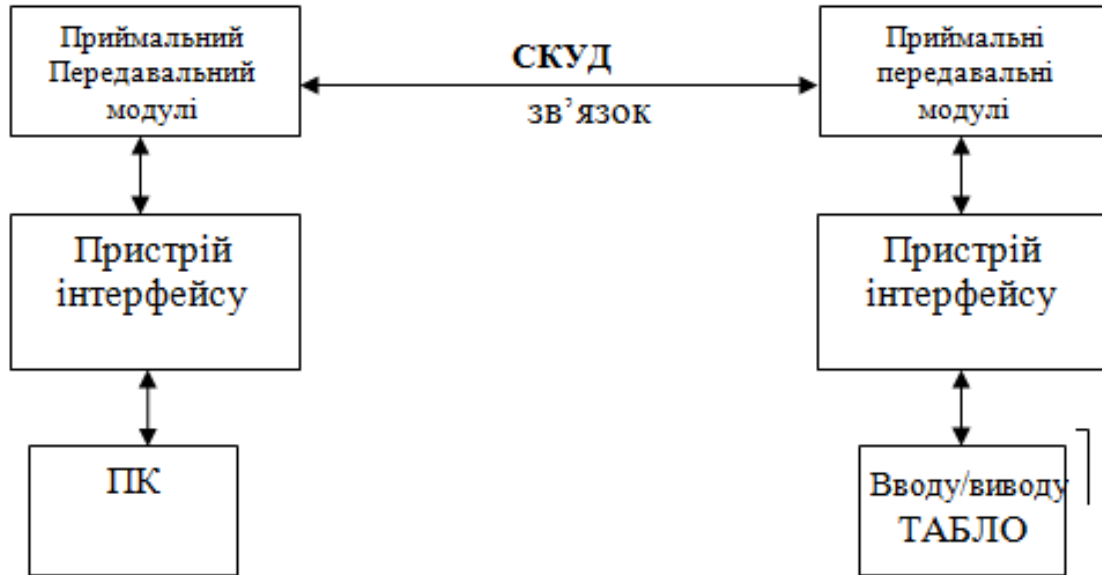 Приймальний
Передавальний
модулі
СКУД
зв’язок
Приймальні
передавальні
модулі
Пристрій
інтерфейсу
Пристрій
інтерфейсу
ПК
Вводу/виводу
ТАБЛО